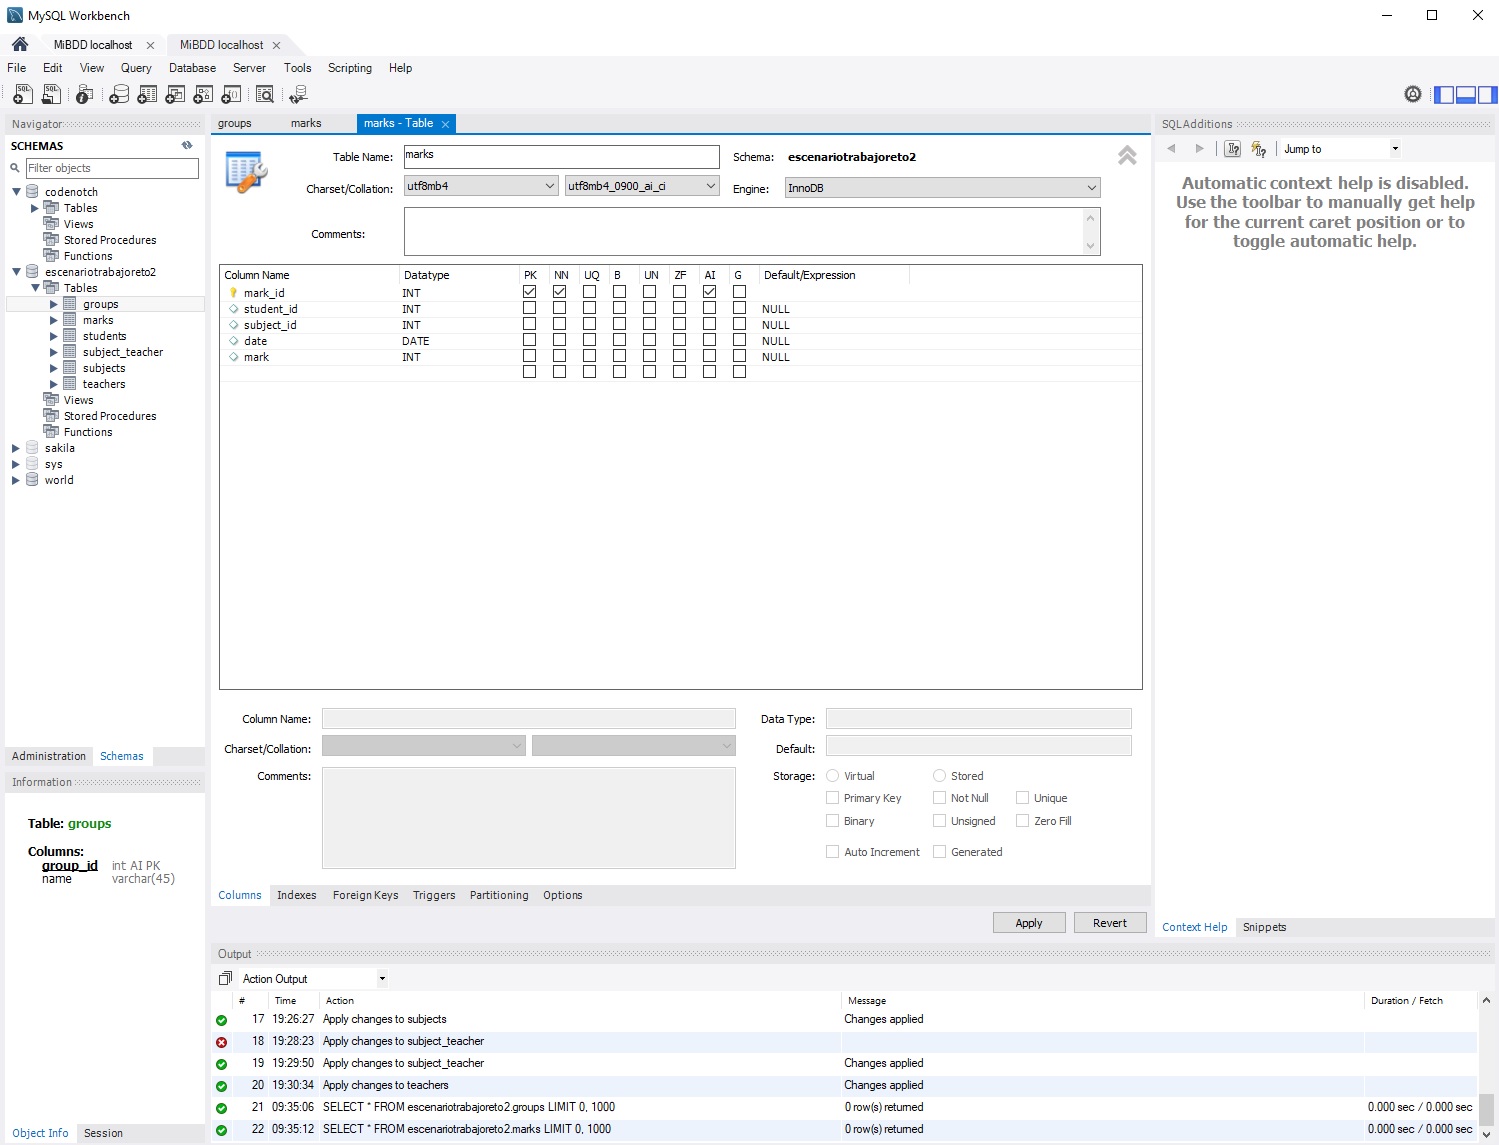 MySQL Workbench
MiBDD localhost
MiBDD localhost
File Edit View Query Database Server Tools Scripting Help
Navigator
SCHEMAS
Filter objects
codenotch
Tables
Views
Stored Procedures
Functions
escenariotrabajoreto2
Tables
groups
marks
students
subject_teacher
subjects
teachers
Views
Stored Procedures
Functions
sakila
sys
world
Administration Schemas
Information
Table: groups
Columns:
group_id int AI PK
name varchar(45)
Object Info Session
groups marks marks - Table
Table Name: marks Schema: escenariotrabajoreto2
Charset/Collation: utf8mb4 utf8mb4_0900_ai_ci Engine: InnoDB
Comments:
Column Name Datatype PK NN UQ B UN ZF AI G Default/Expression
mark_id INT
student_id INT NULL
subject_id INT NULL
date DATE NULL
mark INT NULL
Column Name: Data Type:
Charset/Collation: Default:
Comments: Storage: Virtual Stored
Primary Key Not Null Unique
Binary Unsigned Zero Fill
Auto Increment Generated
Columns Indexes Foreign Keys Triggers Partitioning Options
Apply Revert
Output
Action Output
# Time Action Message Duration / Fetch
17 19:26:27 Apply changes to subjects Changes applied
18 19:28:23 Apply changes to subject_teacher
19 19:29:50 Apply changes to subject_teacher Changes applied
20 19:30:34 Apply changes to teachers Changes applied
21 09:35:06 SELECT * FROM escenariotrabajoreto2.groups LIMIT 0, 1000 0 row(s) returned 0.000 sec / 0.000 sec
22 09:35:12 SELECT * FROM escenariotrabajoreto2.marks LIMIT 0, 1000 0 row(s) returned 0.000 sec / 0.000 sec
SQLAdditions
Jump to
Automatic context help is disabled.
Use the toolbar to manually get help
for the current caret position or to
toggle automatic help.
Context Help Snippets